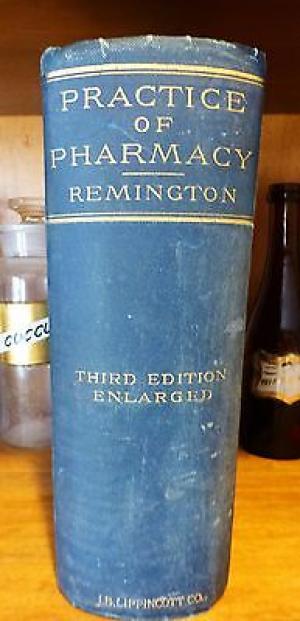 PRACTICE
OF
PHARMACY
REMINGTON
THIRD EDITION
ENLARGED
J.B. LIPPINCOTT CO.